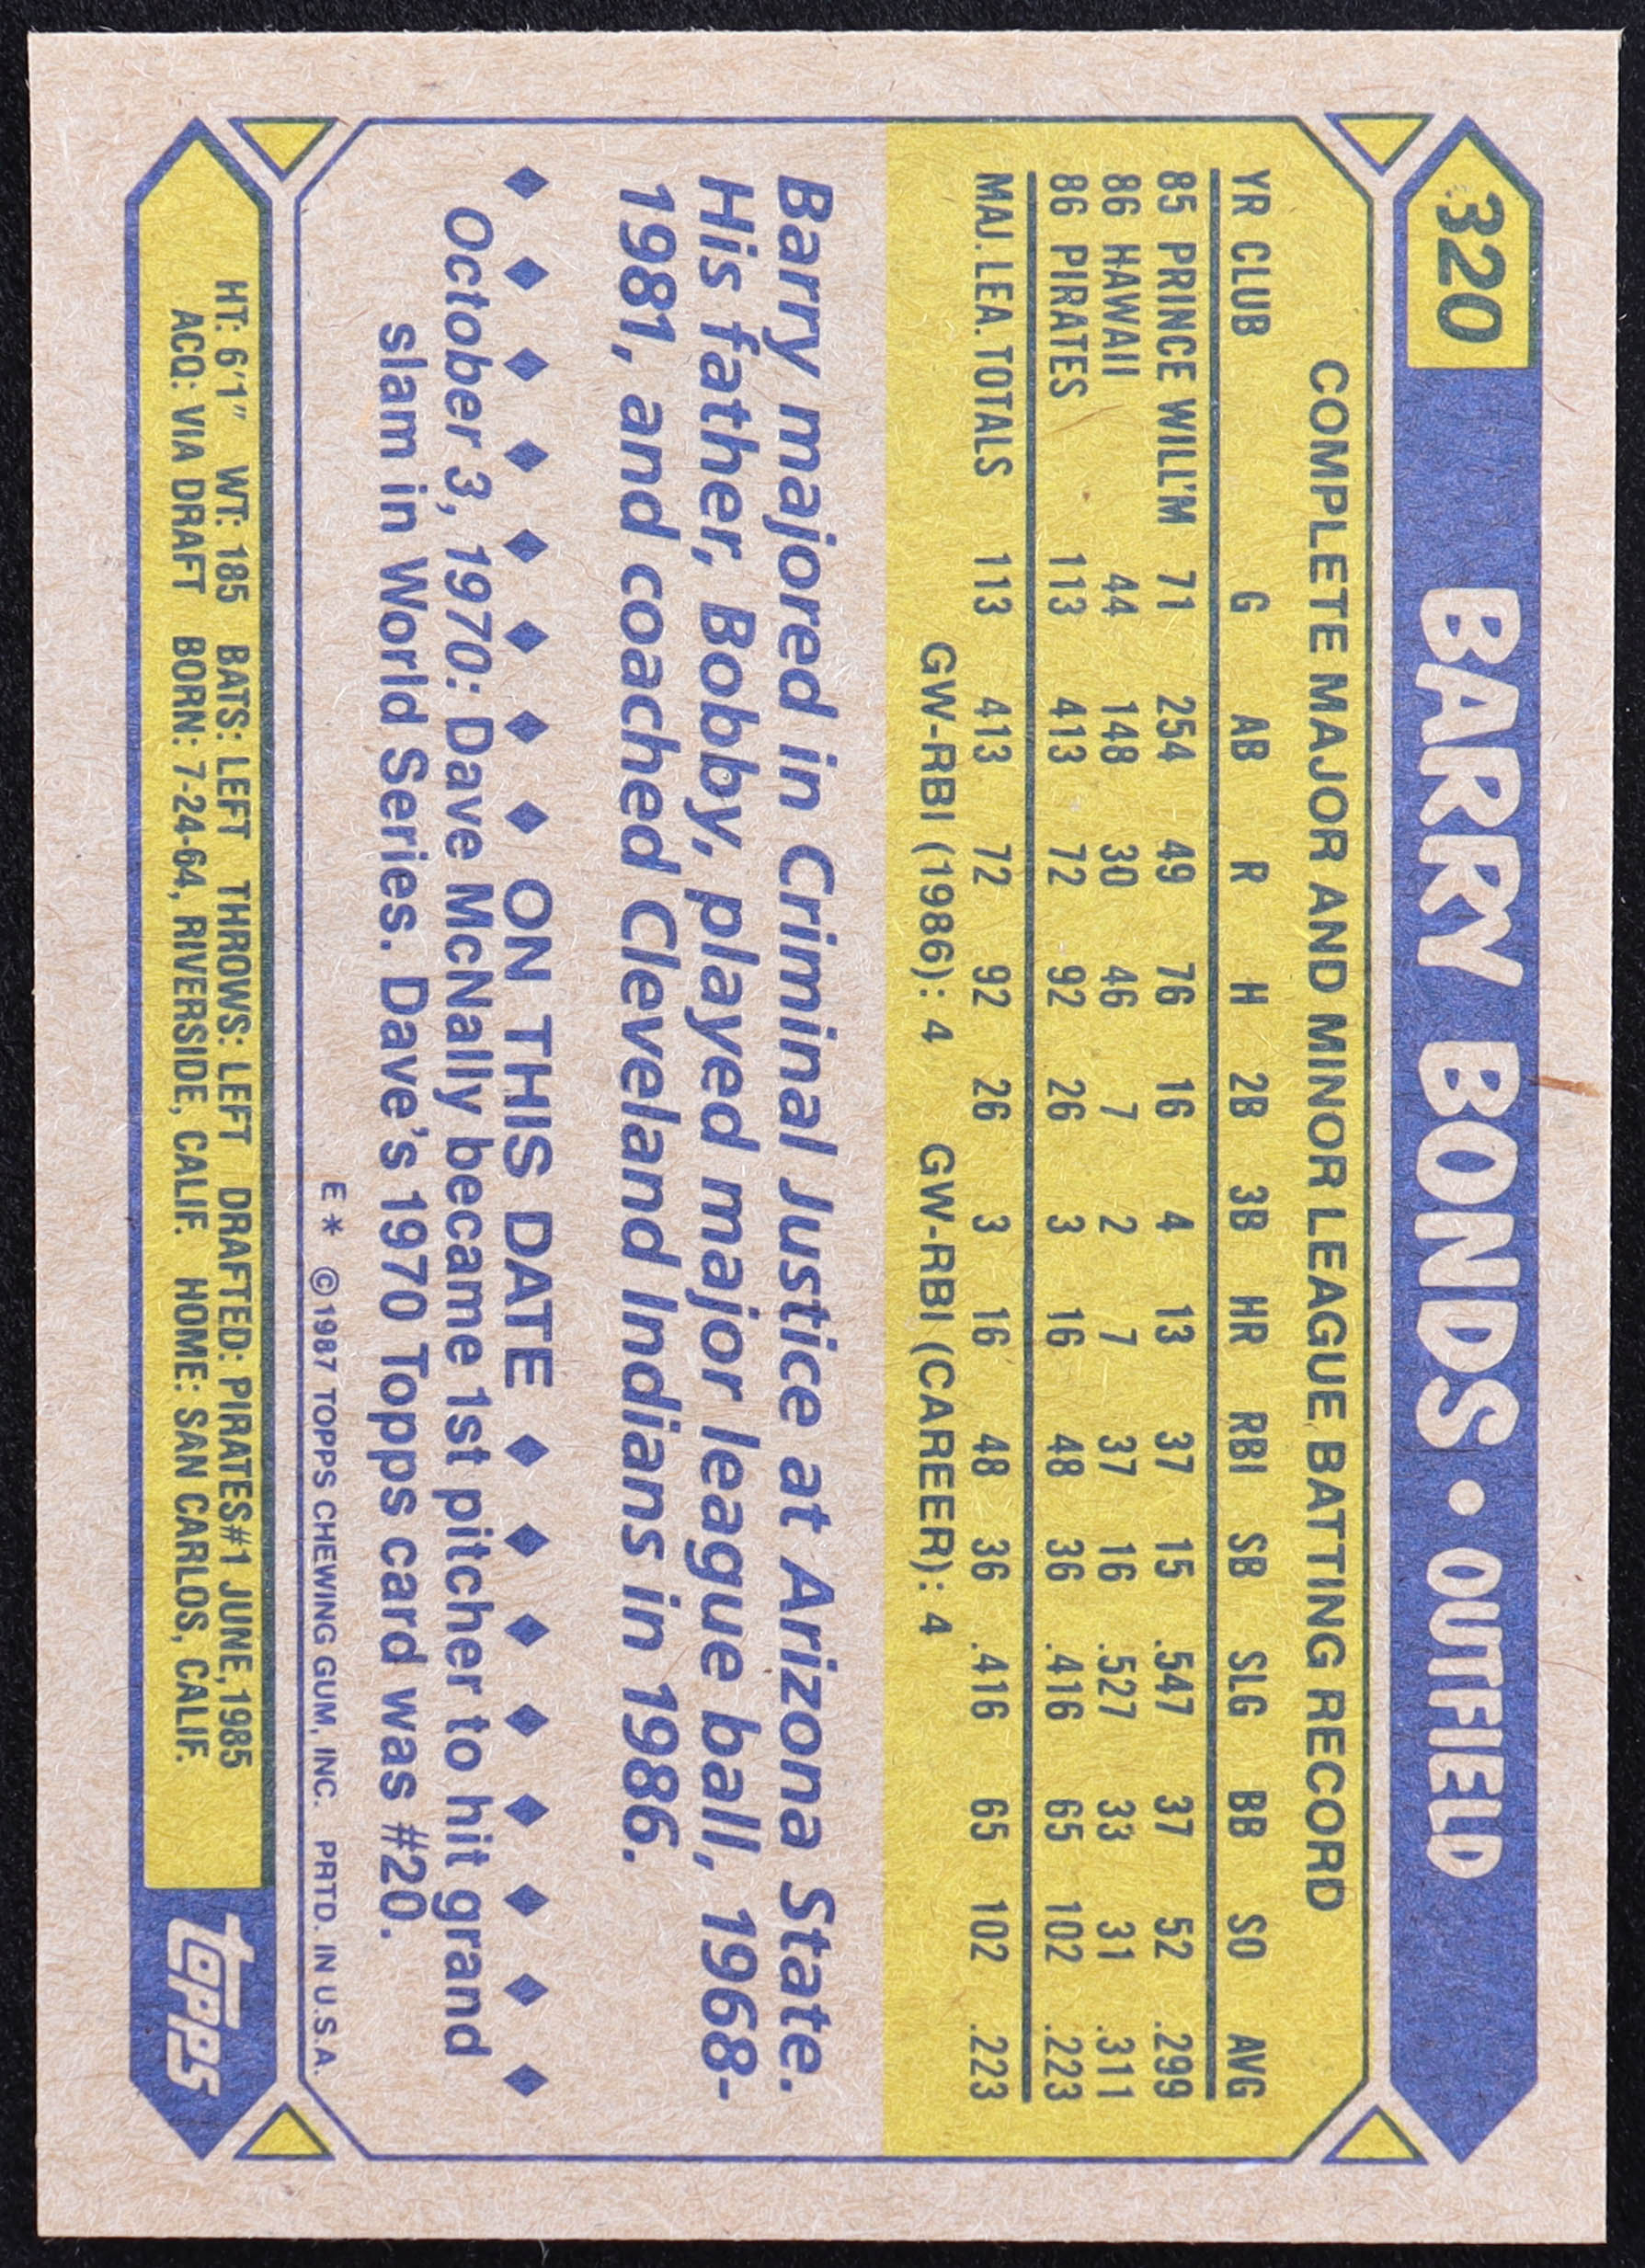 320 BARRY BONDS • OUTFIELD
COMPLETE MAJOR AND MINOR LEAGUE BATTING RECORD
YR CLUB G AB R H 2B 3B HR RBI SB SLG BB SO AVG
85 PRINCE WILL'M 71 254 49 76 16 4 13 37 15 .547 37 52 .299
86 HAWAII 44 148 30 46 7 2 7 37 16 .527 33 31 .311
86 PIRATES 113 413 72 92 26 3 16 48 36 .416 65 102 .223
MAJ. LEA. TOTALS 113 413 72 92 26 3 16 48 36 .416 65 102 .223
GW-RBI (1986): 4 GW-RBI (CAREER): 4
Barry majored in Criminal Justice at Arizona State.
His father, Bobby, played major league ball, 1968-
1981, and coached Cleveland Indians in 1986.
◆ ◆ ◆ ◆ ◆ ◆ ◆ ◆ ON THIS DATE ◆ ◆ ◆ ◆ ◆ ◆ ◆ ◆
October 3, 1970: Dave McNally became 1st pitcher to hit grand
slam in World Series. Dave's 1970 Topps card was #20.
E * © 1987 TOPPS CHEWING GUM, INC. PRTD. IN U.S.A.
HT: 6'1" WT: 185 BATS: LEFT THROWS: LEFT DRAFTED: PIRATES#1 JUNE,1985
ACQ: VIA DRAFT BORN: 7-24-64, RIVERSIDE, CALIF. HOME: SAN CARLOS, CALIF.
topps